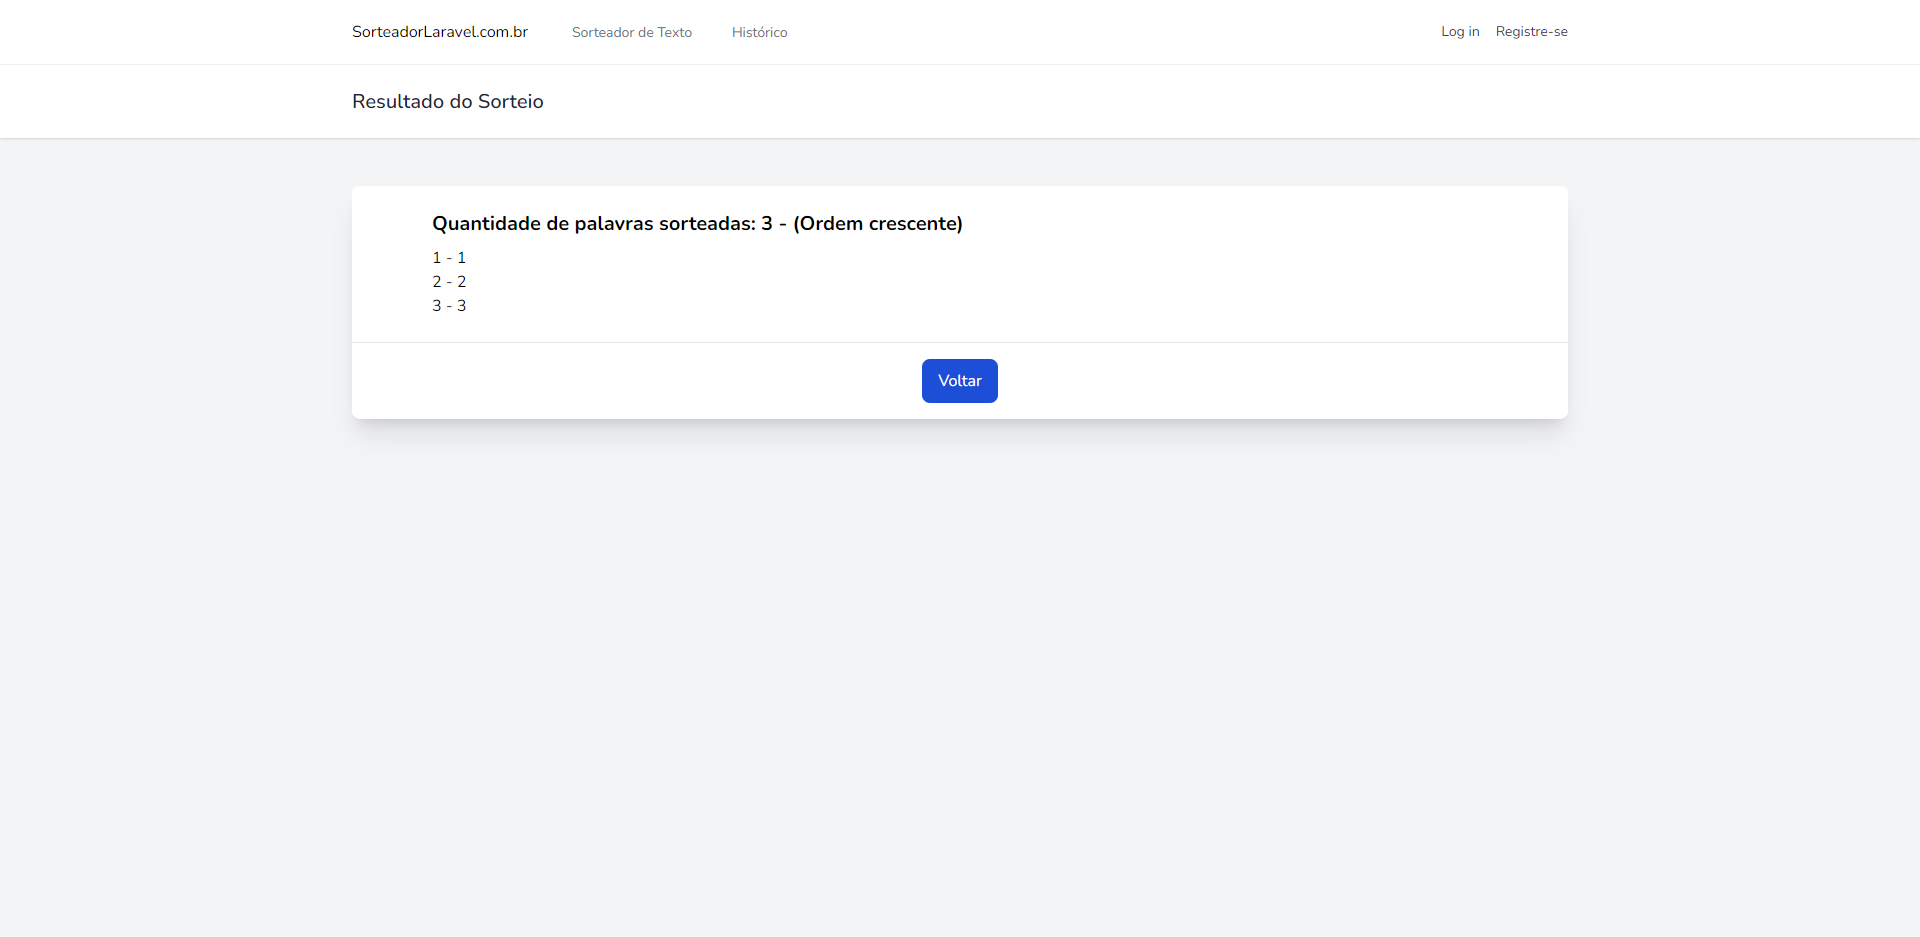 SorteadorLaravel.com.br Sorteador de Texto Histórico Log in Registre-se
Resultado do Sorteio
Quantidade de palavras sorteadas: 3 - (Ordem crescente)
1 - 1
2 - 2
3 - 3
Voltar